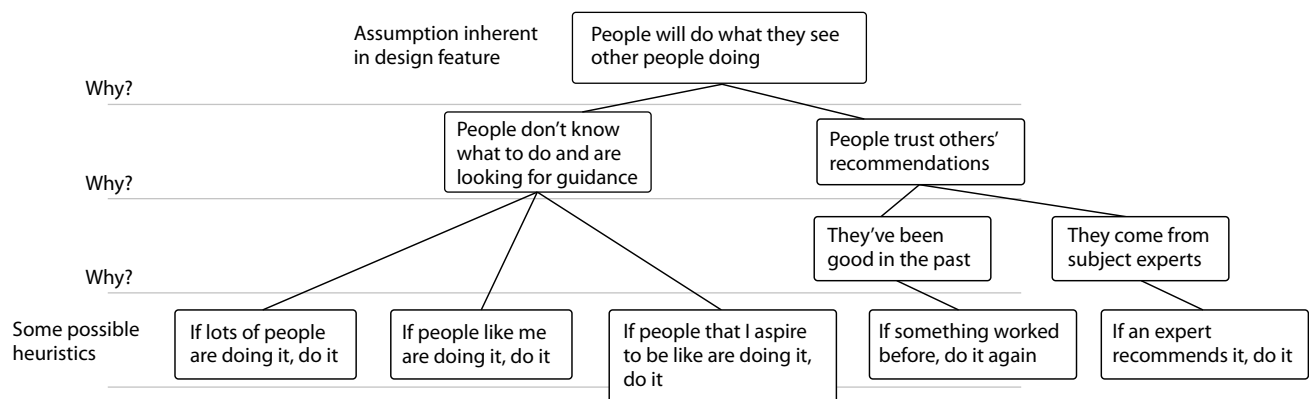 Assumption inherent
in design feature
People will do what they see
other people doing
Why?
People don’t know
what to do and are
looking for guidance
People trust others’
recommendations
Why?
They’ve been
good in the past
They come from
subject experts
Why?
Some possible
heuristics
If lots of people
are doing it, do it
If people like me
are doing it, do it
If people that I aspire
to be like are doing it,
do it
If something worked
before, do it again
If an expert
recommends it, do it